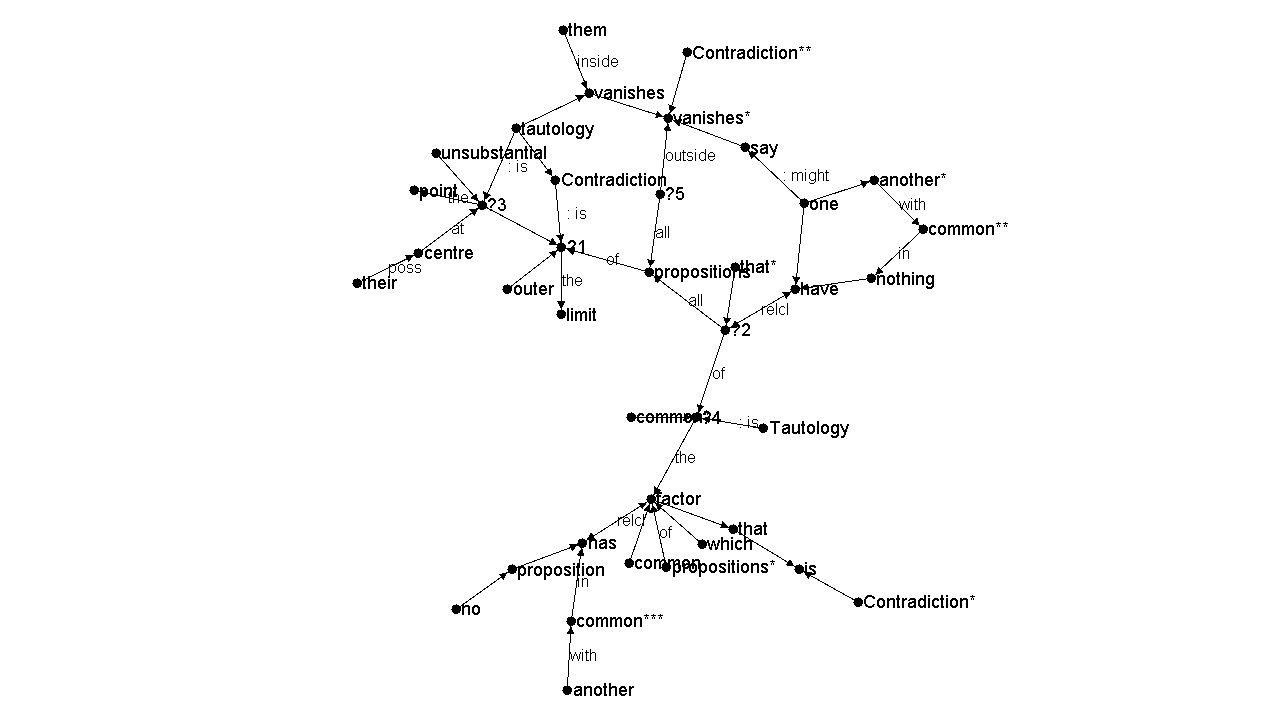 them
inside
Contradiction**
vanishes
vanishes*
tautology
say
unsubstantial
outside
: is
: might
another*
point
the
Contradiction
?5
with
?3
one
: is
at
all
common**
centre
?1
of
in
poss
propositions
that*
their
the
nothing
outer
have
all
relcl
limit
?2
of
common
?4
: is
Tautology
the
factor
relcl
of
that
has
which
proposition
common
propositions*
is
in
no
Contradiction*
common***
with
another